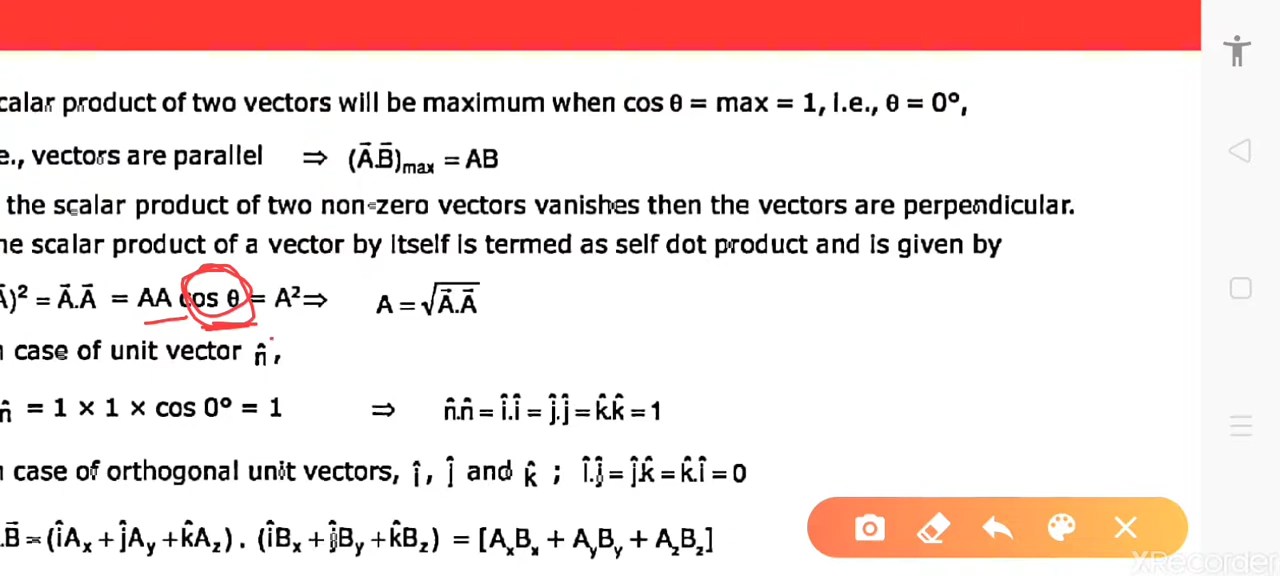 calar product of two vectors will be maximum when cos θ = max = 1, i.e., θ = 0º,
e., vectors are parallel ⇒ (A⃗.B⃗)max = AB
the scalar product of two non-zero vectors vanishes then the vectors are perpendicular.
he scalar product of a vector by itself is termed as self dot product and is given by
A⃗)² = A⃗.A⃗ = AA cos θ = A² ⇒ A = √A⃗.A⃗
n case of unit vector n̂,
n̂ = 1 × 1 × cos 0º = 1 ⇒ n̂.n̂ = î.î = ĵ.ĵ = k̂.k̂ = 1
n case of orthogonal unit vectors, î, ĵ and k̂ ; î.ĵ = ĵ.k̂ = k̂.î = 0
.B⃗ = (îAx + ĵAy + k̂Az) . (îBx + ĵBy + k̂Bz) = [AxBx + AyBy + AzBz]
XRecorder